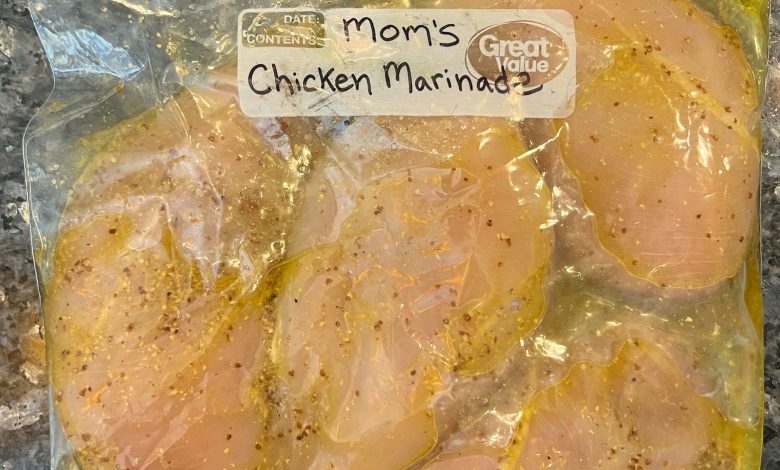 DATE:
CONTENTS:
Mom's
Chicken Marinade
Great
Value